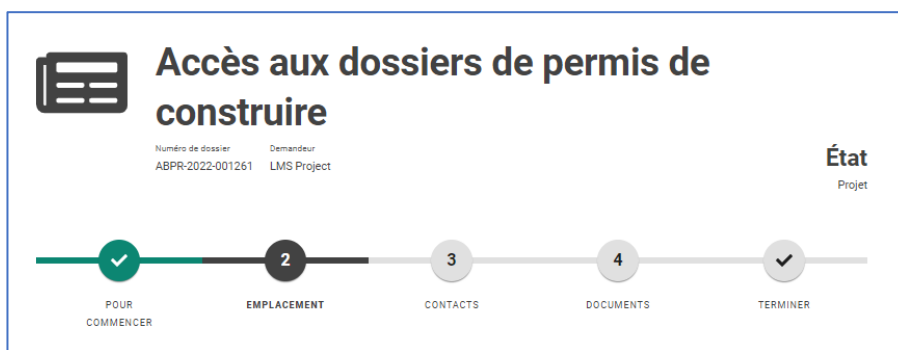 Accès aux dossiers de permis de
construire
Numéro de dossier Demandeur
ABPR-2022-001261 LMS Project
État
Projet
2 3 4
POUR EMPLACEMENT CONTACTS DOCUMENTS TERMINER
COMMENCER